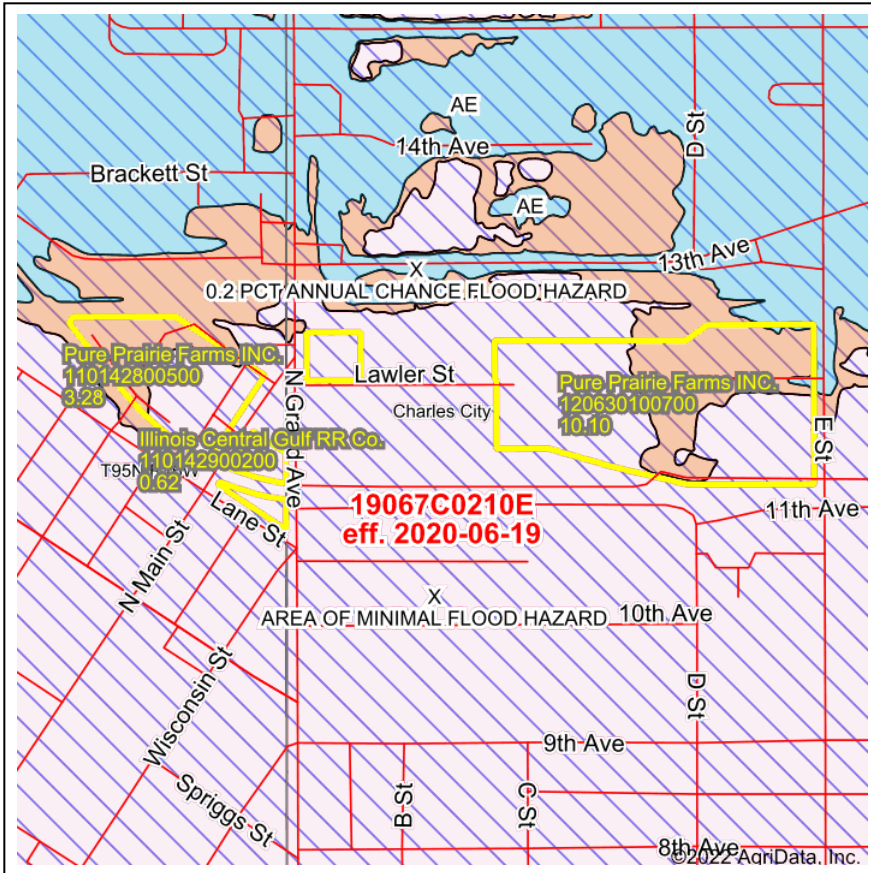 AE
14th Ave
D St
Brackett St
AE
13th Ave
X
0.2 PCT ANNUAL CHANCE FLOOD HAZARD
Pure Prairie Farms INC.
110142800500
3.28
N Grand Ave
Lawler St
Pure Prairie Farms INC.
120630100700
10.10
Charles City
E St
Illinois Central Gulf RR Co.
110142900200
0.62
T95N
Lane St
19067C0210E
eff. 2020-06-19
11th Ave
N Main St
X
AREA OF MINIMAL FLOOD HAZARD
10th Ave
Wisconsin St
D St
9th Ave
Spriggs St
B St
C St
8th Ave
©2022 AgriData, Inc.